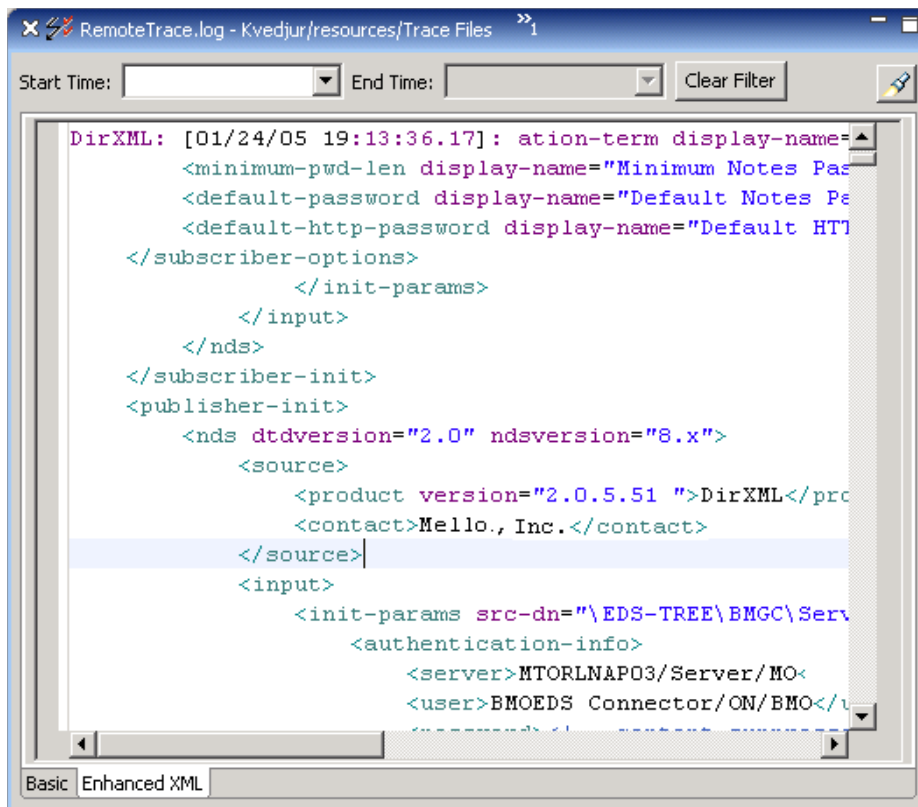 RemoteTrace.log - Kvedjur/resources/Trace Files »1
Start Time: End Time: Clear Filter
DirXML: [01/24/05 19:13:36.17]: ation-term display-name=
<minimum-pwd-len display-name="Minimum Notes Pas
<default-password display-name="Default Notes Pa
<default-http-password display-name="Default HTT
</subscriber-options>
</init-params>
</input>
</nds>
</subscriber-init>
<publisher-init>
<nds dtdversion="2.0" ndsversion="8.x">
<source>
<product version="2.0.5.51 ">DirXML</pro
<contact>Mello., Inc.</contact>
</source>
<input>
<init-params src-dn="\EDS-TREE\BMGC\Serv
<authentication-info>
<server>MTORLNAP03/Server/MO<
<user>BMOEDS Connector/ON/BMO</u
Basic Enhanced XML